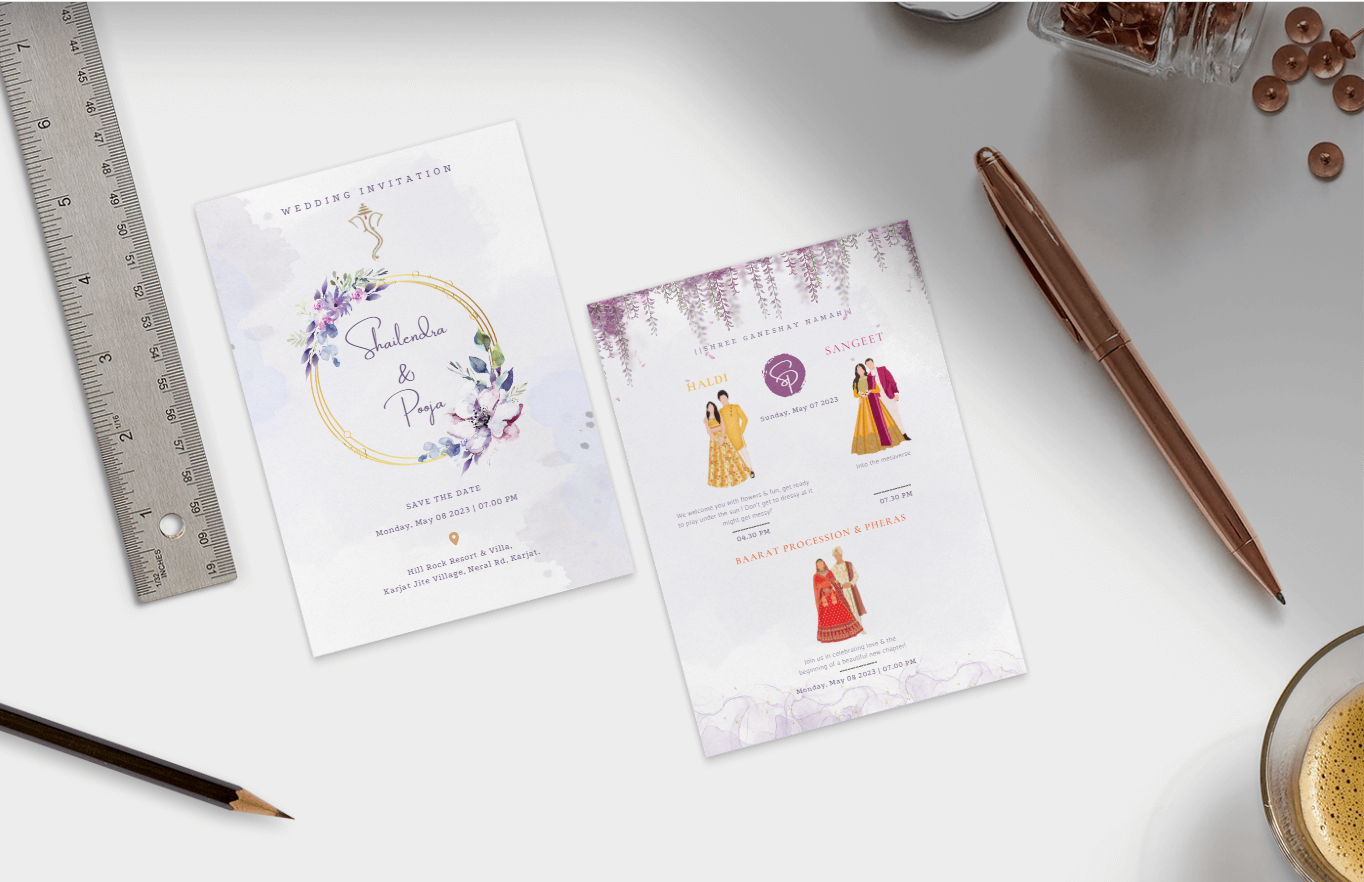 WEDDING INVITATION
Shailendra
&
Pooja
SAVE THE DATE
Monday, May 08 2023 | 07.00 PM
Hill Rock Resort & Villa,
Karjat Jite Village, Neral Rd, Karjat.
||SHREE GANESHAY NAMAH||
HALDI
SP
SANGEET
Sunday, May 07 2023
We welcome you with flowers & fun, get ready
to play under the sun ! Don't get to dressy as it
might get messy!
04.30 PM
Into the metaverse
07.30 PM
BAARAT PROCESSION & PHERAS
Join us in celebrating love & the
beginning of a beautiful new chapter!
Monday, May 08 2023 | 07.00 PM
7
6
5
4
3
2
1
1/16
1/32
INCHES
43
44
45
46
47
48
49
50
51
52
53
54
55
56
57
58
59
60
61